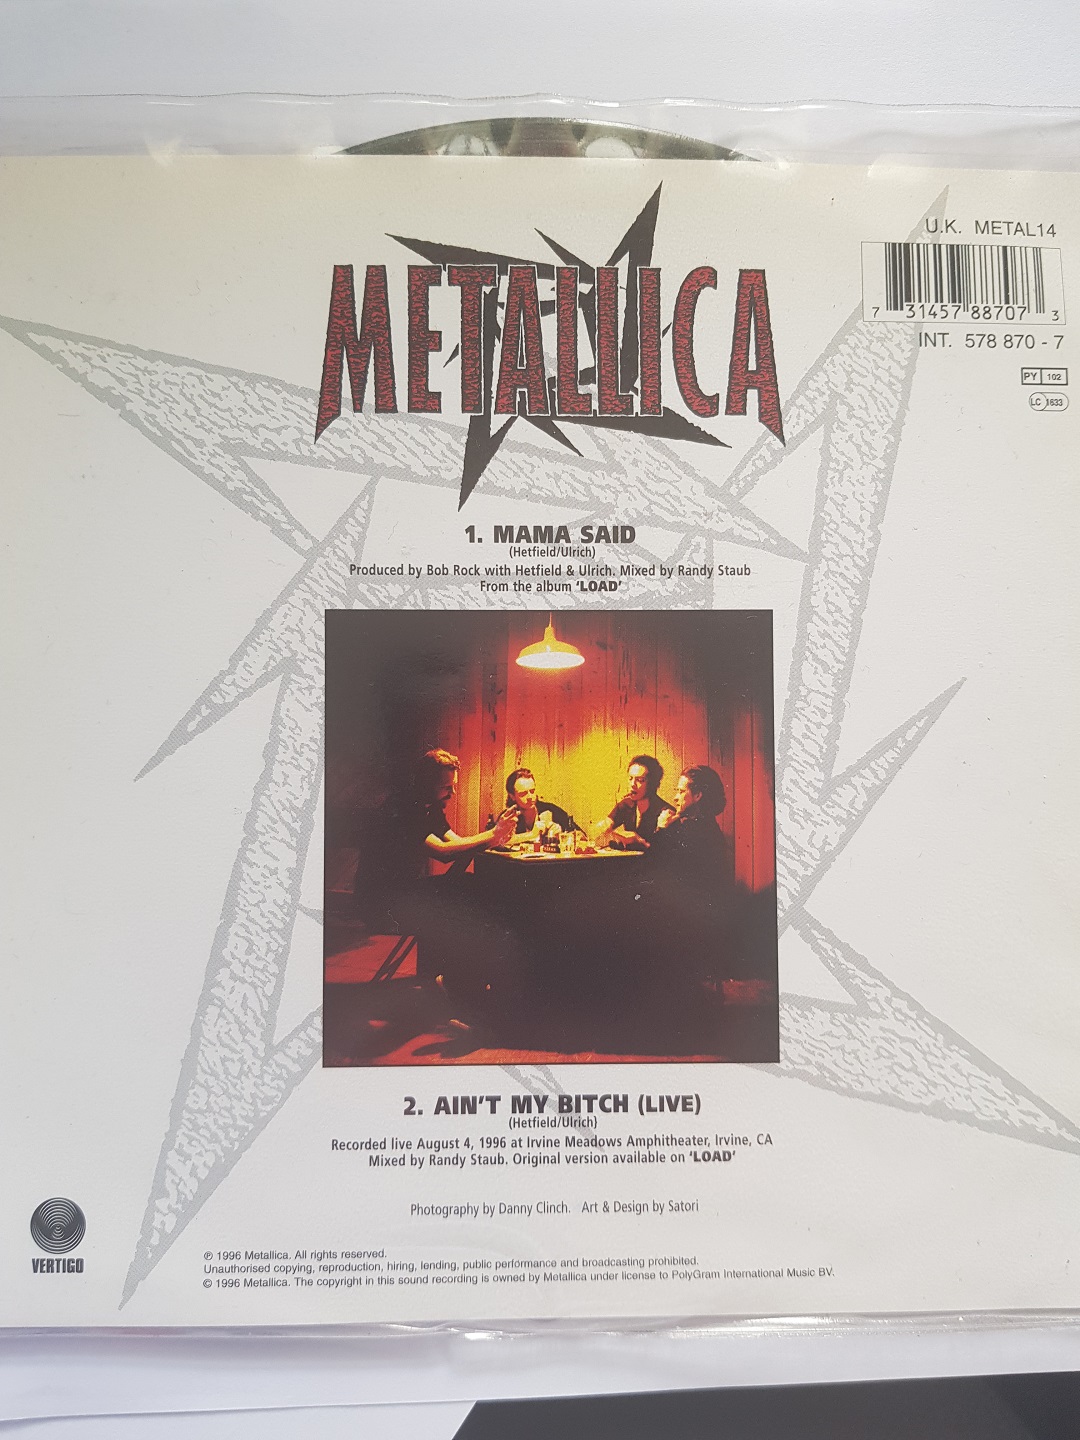 METALLICA
U.K. METAL14
7 31457 88707 3
INT. 578 870 - 7
PY 102
LC 1633
1. MAMA SAID
(Hetfield/Ulrich)
Produced by Bob Rock with Hetfield & Ulrich. Mixed by Randy Staub
From the album 'LOAD'
2. AIN'T MY BITCH (LIVE)
(Hetfield/Ulrich)
Recorded live August 4, 1996 at Irvine Meadows Amphitheater, Irvine, CA
Mixed by Randy Staub. Original version available on 'LOAD'
Photography by Danny Clinch. Art & Design by Satori
VERTIGO
℗ 1996 Metallica. All rights reserved.
Unauthorised copying, reproduction, hiring, lending, public performance and broadcasting prohibited.
© 1996 Metallica. The copyright in this sound recording is owned by Metallica under license to PolyGram International Music BV.